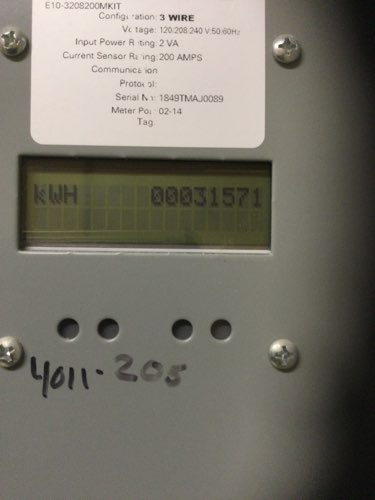 E10-3208200MKIT
Configuration: 3 WIRE
Voltage: 120:208:240 V:50:60Hz
Input Power Rating: 2 VA
Current Sensor Rating: 200 AMPS
Communication
Protocol:
Serial No: 1849TMAJ0089
Meter Pos: 02-14
Tag:
kWH 00031571
4011-205